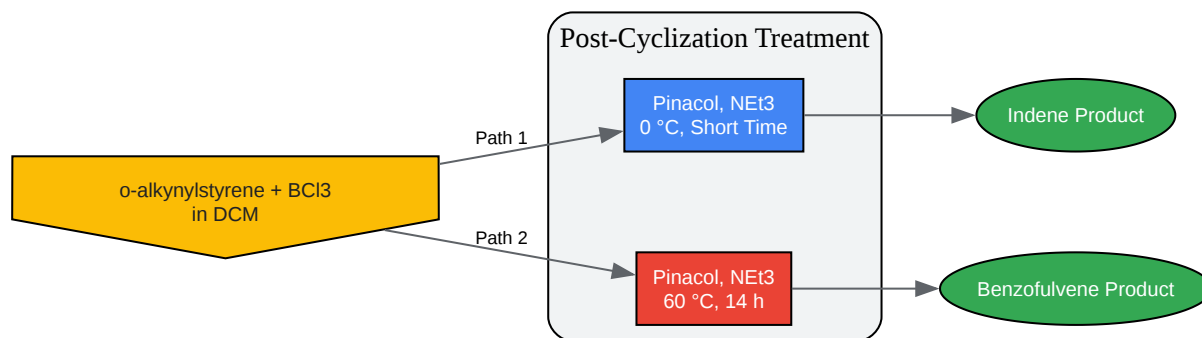 Post-Cyclization Treatment
Pinacol, NEt3
0 °C, Short Time
Indene Product
Path 1
o-alkynylstyrene + BCl3
in DCM
Path 2
Pinacol, NEt3
60 °C, 14 h
Benzofulvene Product